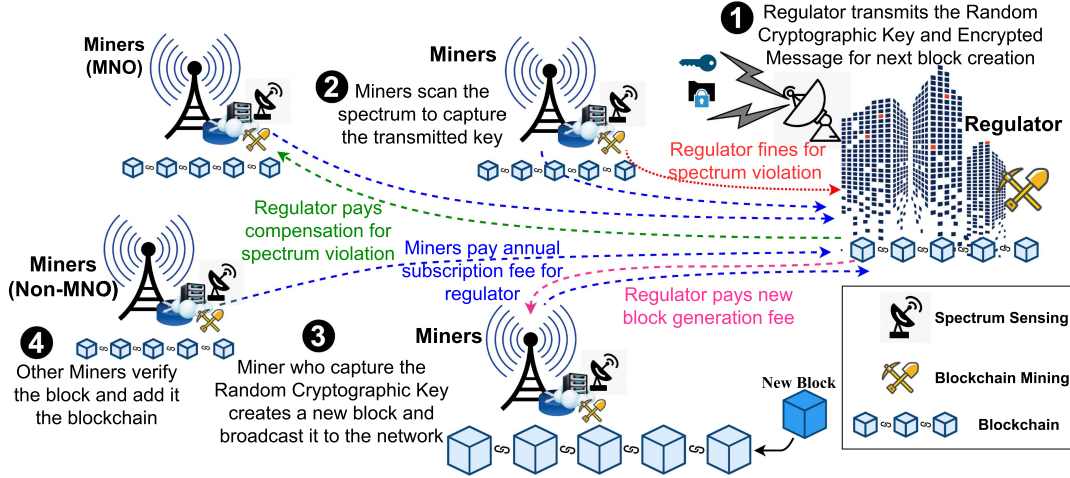 1
Regulator transmits the Random
Cryptographic Key and Encrypted
Message for next block creation
Miners
(MNO)
Miners
2
Miners scan the
spectrum to capture
the transmitted key
Regulator
Regulator fines for
spectrum violation
Regulator pays
compensation for
spectrum violation
Miners
(Non-MNO)
Miners pay annual
subscription fee for
regulator
Regulator pays new
block generation fee
4
Other Miners verify
the block and add it
the blockchain
3
Miner who capture the
Random Cryptographic Key
creates a new block and
broadcast it to the network
Miners
New Block
Spectrum Sensing
Blockchain Mining
Blockchain